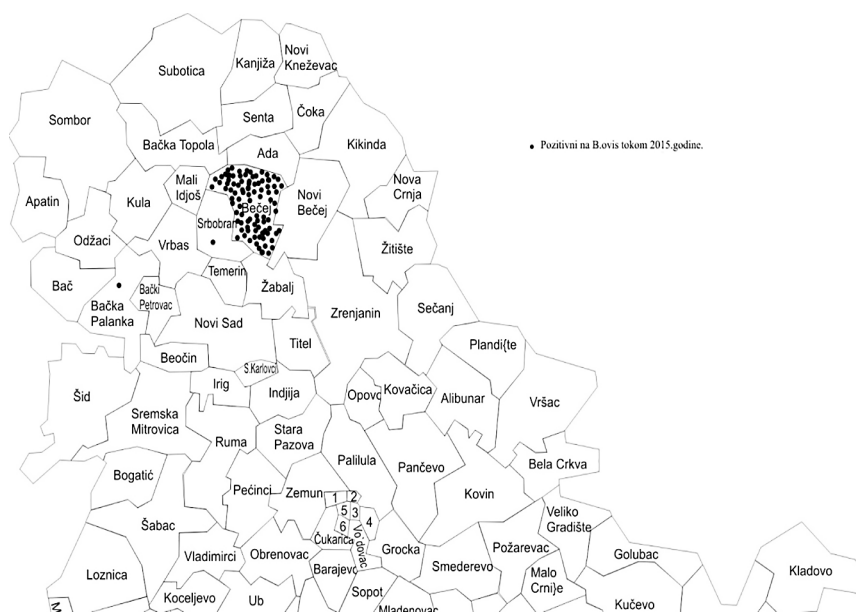 Subotica
Kanjiža
Novi
Kneževac
Sombor
Senta
Čoka
Bačka Topola
Ada
Kikinda
Pozitivni na B.ovis tokom 2015.godine.
Apatin
Kula
Mali
Idjoš
Bečej
Novi
Bečej
Nova
Crnja
Odžaci
Vrbas
Srbobran
Žitište
Bač
Temerin
Žabalj
Bački
Petrovac
Bačka
Palanka
Novi Sad
Zrenjanin
Sečanj
Titel
Plandi{te
Beočin
S.Karlovci
Šid
Irig
Indjija
Opovo
Kovačica
Alibunar
Vršac
Sremska
Mitrovica
Ruma
Stara
Pazova
Palilula
Pančevo
Bela Crkva
Bogatić
Pećinci
Zemun
1
2
5
3
4
6
Kovin
Veliko
Gradište
Šabac
Čukarica
Vo`dovac
Vladimirci
Obrenovac
Grocka
Požarevac
Golubac
Loznica
Barajevo
Smederevo
Malo
Crni}e
Kladovo
Koceljevo
Ub
Sopot
Mladenovac
Kučevo